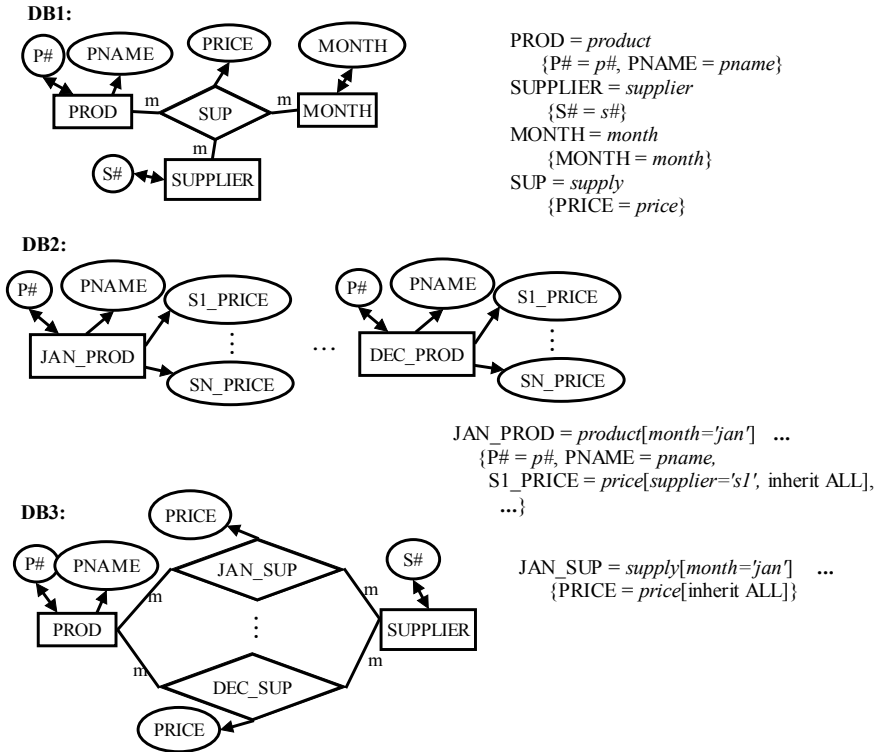 DB1:
P#
PNAME
PRICE
MONTH
PROD
m
SUP
m
MONTH
m
S#
SUPPLIER
PROD = product
{P# = p#, PNAME = pname}
SUPPLIER = supplier
{S# = s#}
MONTH = month
{MONTH = month}
SUP = supply
{PRICE = price}
DB2:
P#
PNAME
S1_PRICE
⋮
JAN_PROD
SN_PRICE
...
P#
PNAME
S1_PRICE
⋮
DEC_PROD
SN_PRICE
JAN_PROD = product[month='jan'] ...
{P# = p#, PNAME = pname,
S1_PRICE = price[supplier='s1', inherit ALL],
...}
DB3:
PRICE
P#
PNAME
JAN_SUP
S#
m
m
PROD
⋮
SUPPLIER
m
m
DEC_SUP
PRICE
JAN_SUP = supply[month='jan'] ...
{PRICE = price[inherit ALL]}